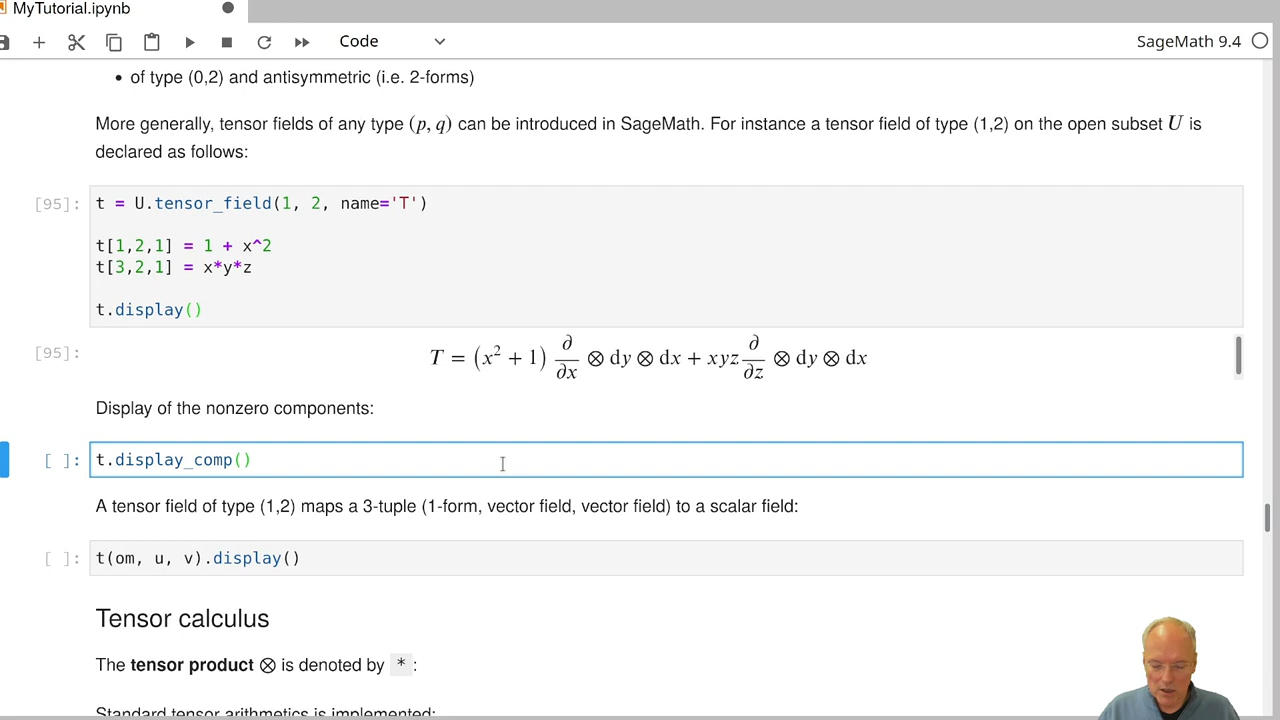 MyTutorial.ipynb
Code
SageMath 9.4
• of type (0,2) and antisymmetric (i.e. 2-forms)
More generally, tensor fields of any type (p, q) can be introduced in SageMath. For instance a tensor field of type (1,2) on the open subset U is
declared as follows:
[95]: t = U.tensor_field(1, 2, name='T')
t[1,2,1] = 1 + x^2
t[3,2,1] = x*y*z
t.display()
[95]: T = (x² + 1) ∂/∂x ⊗ dy ⊗ dx + xyz ∂/∂z ⊗ dy ⊗ dx
Display of the nonzero components:
[ ]: t.display_comp()
A tensor field of type (1,2) maps a 3-tuple (1-form, vector field, vector field) to a scalar field:
[ ]: t(om, u, v).display()
Tensor calculus
The tensor product ⊗ is denoted by * :
Standard tensor arithmetics is implemented: